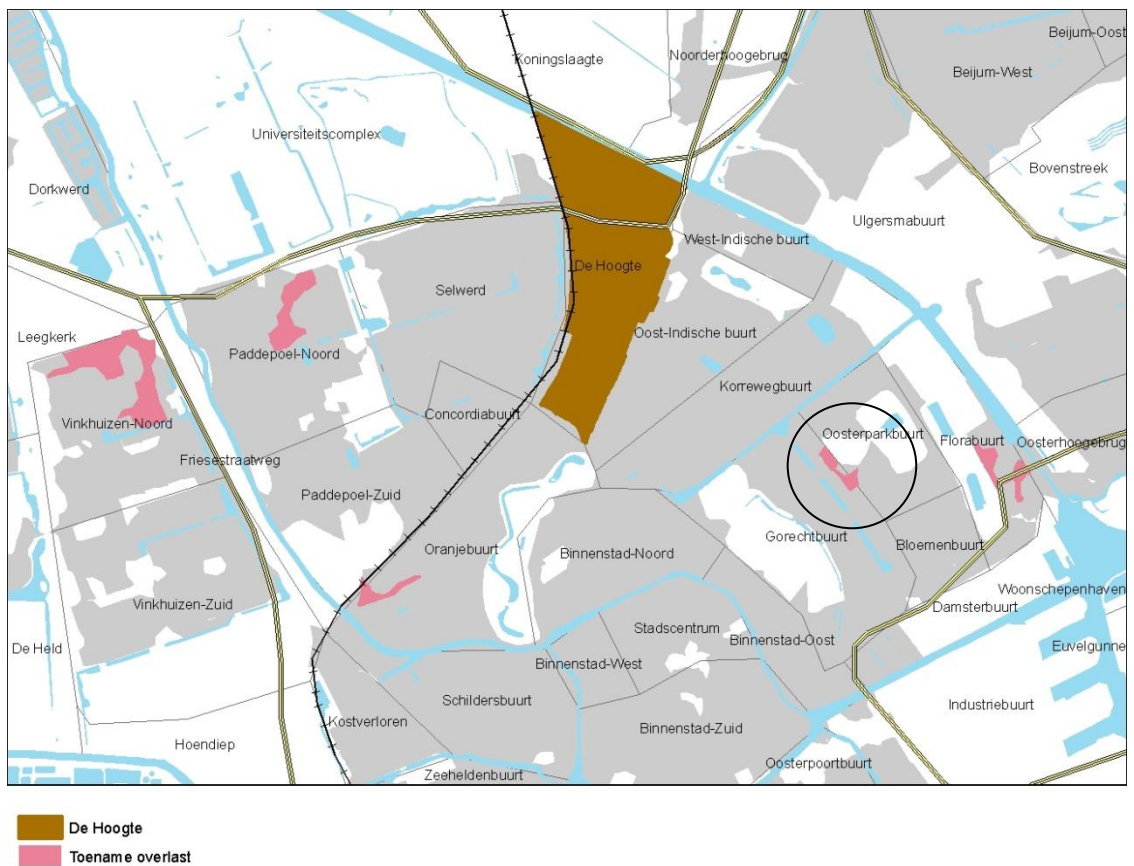 Beijum-Oost
Koningslaagte
Noorderhoogebrug
Beijum-West
Universiteitscomplex
Bovenstreek
Dorkwerd
Ulgersmabuurt
West-Indische buurt
De Hoogte
Selwerd
Leegkerk
Oost-Indische buurt
Paddepoel-Noord
Korrewegbuurt
Concordiabuurt
Vinkhuizen-Noord
Oosterparkbuurt
Florabuurt
Oosterhoogebrug
Friesestraatweg
Paddepoel-Zuid
Gorechtbuurt
Oranjebuurt
Binnenstad-Noord
Bloemenbuurt
Woonschepenhaven
Vinkhuizen-Zuid
Damsterbuurt
Stadscentrum
Binnenstad-Oost
De Held
Euvelgunne
Binnenstad-West
Schildersbuurt
Industriebuurt
Kostverloren
Binnenstad-Zuid
Hoendiep
Oosterpoortbuurt
Zeeheldenbuurt
De Hoogte
Toename overlast